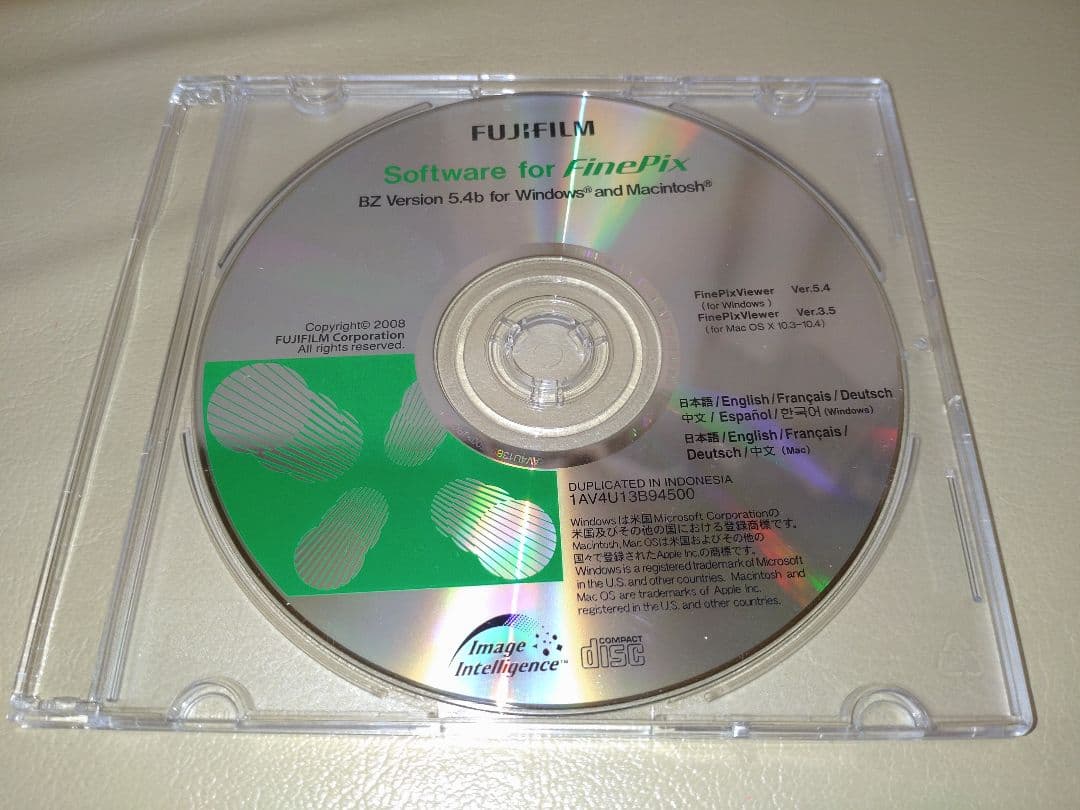 FUJIFILM
Software for FinePix
BZ Version 5.4b for Windows® and Macintosh®
FinePixViewer Ver.5.4
(for Windows)
FinePixViewer Ver.3.5
(for Mac OS X 10.3-10.4)
Copyright© 2008
FUJIFILM Corporation
All rights reserved.
日本語/English/Français/Deutsch
中文/Español/한국어(Windows)
日本語/English/Français/
Deutsch/中文 (Mac)
DUPLICATED IN INDONESIA
1AV4U13B94500
Windowsは米国Microsoft Corporationの
米国及びその他の国における登録商標です。
Macintosh, Mac OSは米国およびその他の
国々で登録されたApple Inc.の商標です。
Windows is a registered trademark of Microsoft
in the U.S. and other countries. Macintosh and
Mac OS are trademarks of Apple Inc.
registered in the U.S. and other countries.
Image
Intelligence™
COMPACT
disc